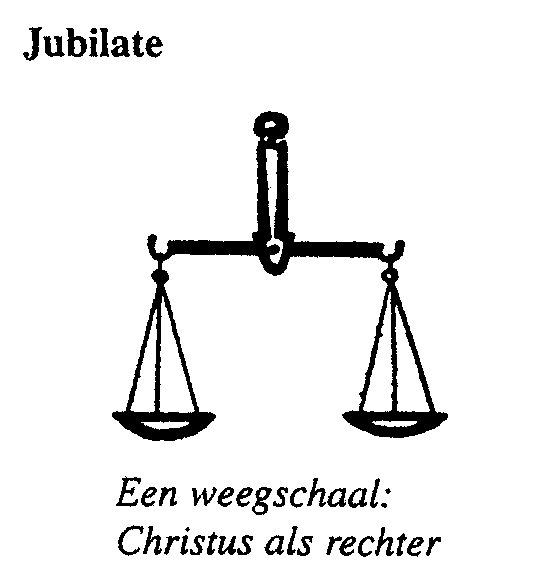 Jubilate
Een weegschaal:
Christus als rechter